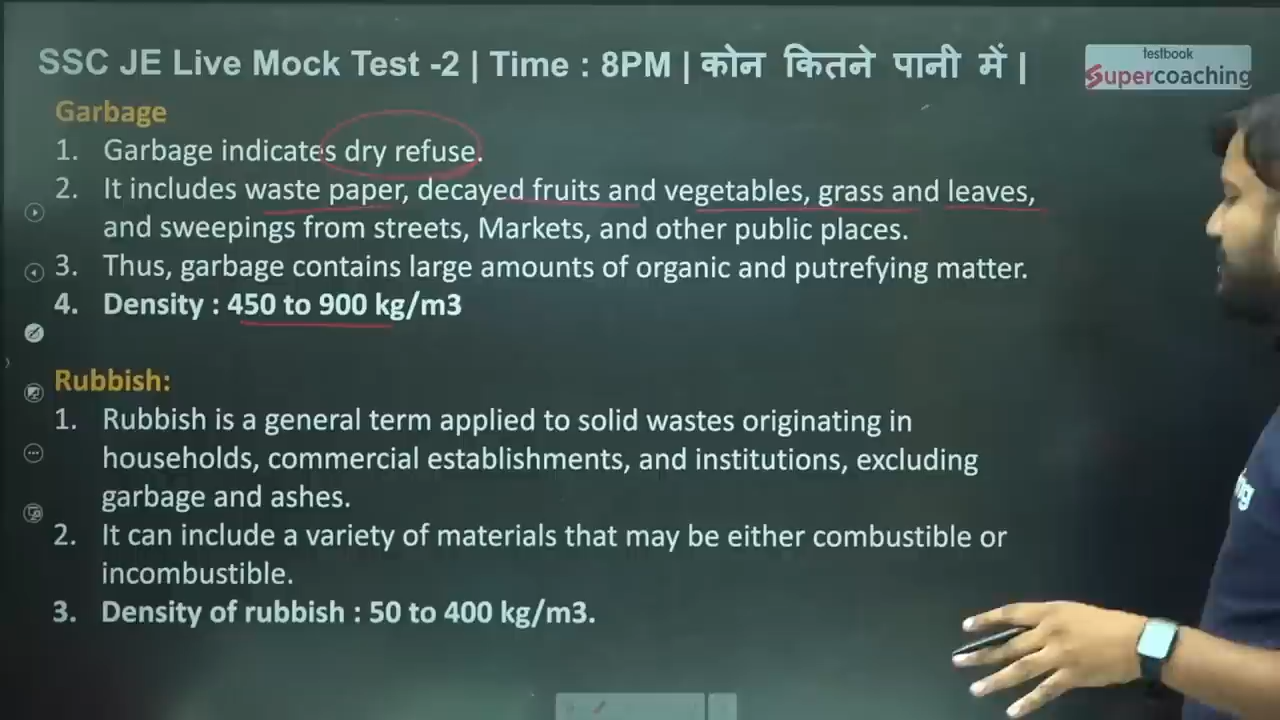 SSC JE Live Mock Test -2 | Time : 8PM | कोन कितने पानी में |
testbook
Supercoaching
Garbage
1. Garbage indicates dry refuse.
2. It includes waste paper, decayed fruits and vegetables, grass and leaves,
and sweepings from streets, Markets, and other public places.
3. Thus, garbage contains large amounts of organic and putrefying matter.
4. Density : 450 to 900 kg/m3
Rubbish:
1. Rubbish is a general term applied to solid wastes originating in
households, commercial establishments, and institutions, excluding
garbage and ashes.
2. It can include a variety of materials that may be either combustible or
incombustible.
3. Density of rubbish : 50 to 400 kg/m3.